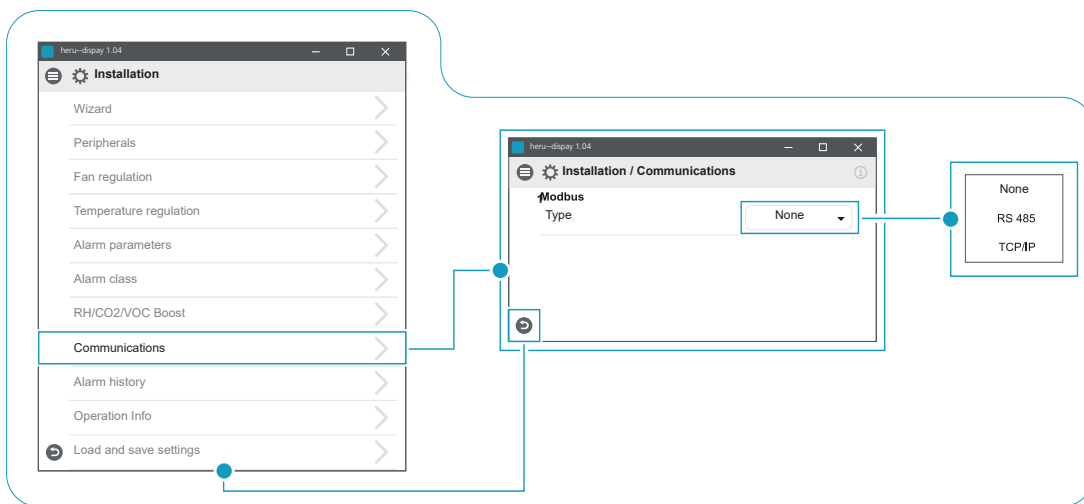 heru–dispay 1.04
Installation
Wizard
Peripherals
Fan regulation
Temperature regulation
Alarm parameters
Alarm class
RH/CO2/VOC Boost
Communications
Alarm history
Operation Info
Load and save settings
heru–dispay 1.04
Installation / Communications
Modbus
Type
None
None
RS 485
TCP/IP